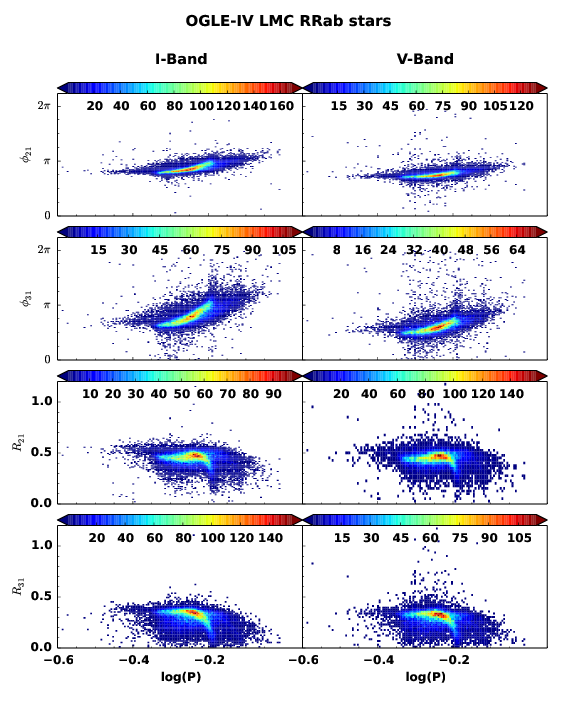 OGLE-IV LMC RRab stars
I-Band V-Band
20 40 60 80 100 120 140 160 15 30 45 60 75 90 105 120
2π
π
0
ϕ21
15 30 45 60 75 90 105 8 16 24 32 40 48 56 64
2π
π
0
ϕ31
10 20 30 40 50 60 70 80 90 20 40 60 80 100 120 140
1.0
0.5
0.0
R21
20 40 60 80 100 120 140 15 30 45 60 75 90 105
1.0
0.5
0.0
R31
−0.6 −0.4 −0.2 −0.6 −0.4 −0.2
log(P) log(P)